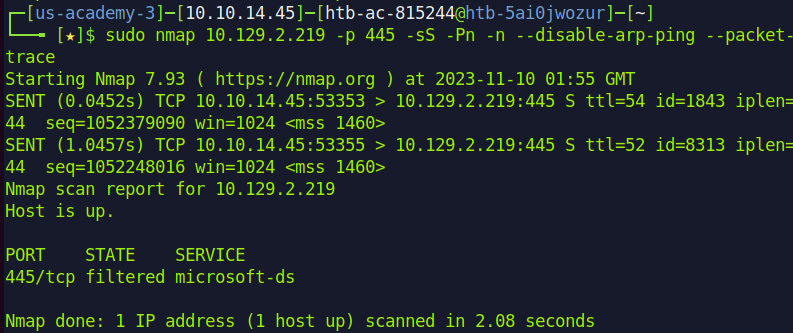 ┌─[us-academy-3]─[10.10.14.45]─[htb-ac-815244@htb-5ai0jwozur]─[~]
└──╼ [★]$ sudo nmap 10.129.2.219 -p 445 -sS -Pn -n --disable-arp-ping --packet-
trace
Starting Nmap 7.93 ( https://nmap.org ) at 2023-11-10 01:55 GMT
SENT (0.0452s) TCP 10.10.14.45:53353 > 10.129.2.219:445 S ttl=54 id=1843 iplen=
44  seq=1052379090 win=1024 <mss 1460>
SENT (1.0457s) TCP 10.10.14.45:53355 > 10.129.2.219:445 S ttl=52 id=8313 iplen=
44  seq=1052248016 win=1024 <mss 1460>
Nmap scan report for 10.129.2.219
Host is up.

PORT    STATE    SERVICE
445/tcp filtered microsoft-ds

Nmap done: 1 IP address (1 host up) scanned in 2.08 seconds